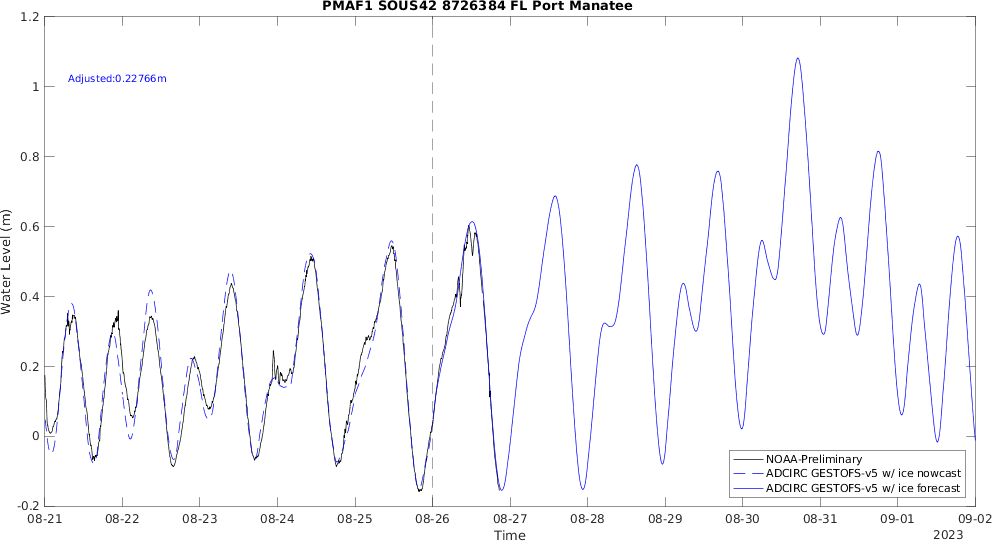 PMAF1 SOUS42 8726384 FL Port Manatee
1.2
1
0.8
0.6
0.4
0.2
0
-0.2
Water Level (m)
Adjusted:0.22766m
NOAA-Preliminary
ADCIRC GESTOFS-v5 w/ ice nowcast
ADCIRC GESTOFS-v5 w/ ice forecast
08-21 08-22 08-23 08-24 08-25 08-26 08-27 08-28 08-29 08-30 08-31 09-01 09-02
Time
2023